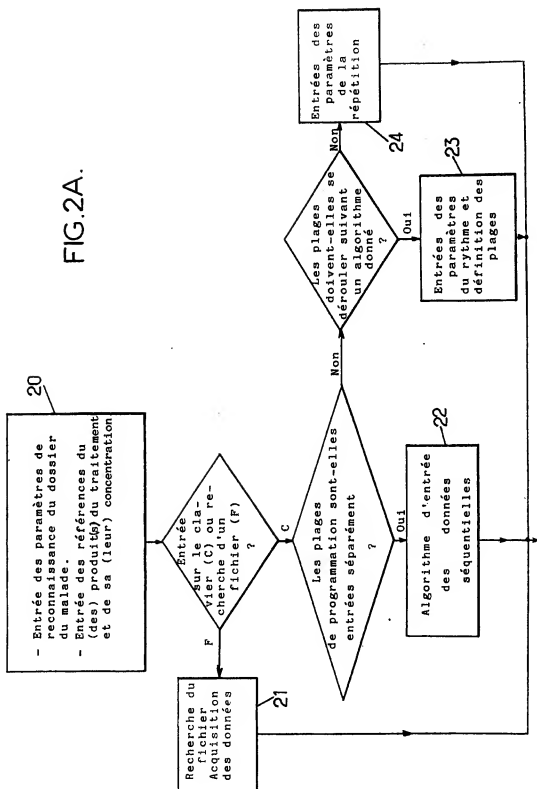 FIG.2A.
20
- Entrée des paramètres de
reconnaissance du dossier
du malade.
- Entrée des références du
(des) produit(s) du traitement
et de sa (leur) concentration
Entrée
sur le cla-
vier (C) ou re-
cherche d'un
fichier (F)
?
F
C
Recherche du
fichier
Acquisition
des données
21
Les plages
de programmation sont-elles
entrées séparément
?
Non
Oui
22
Algorithme d'entrée
des données
séquentielles
Les plages
doivent-elles se
dérouler suivant
un algorithme
donné
?
Non
Oui
23
Entrées des
paramètres
du rythme et
définition des
plages
Entrées des
paramètres
de la
répétition
24